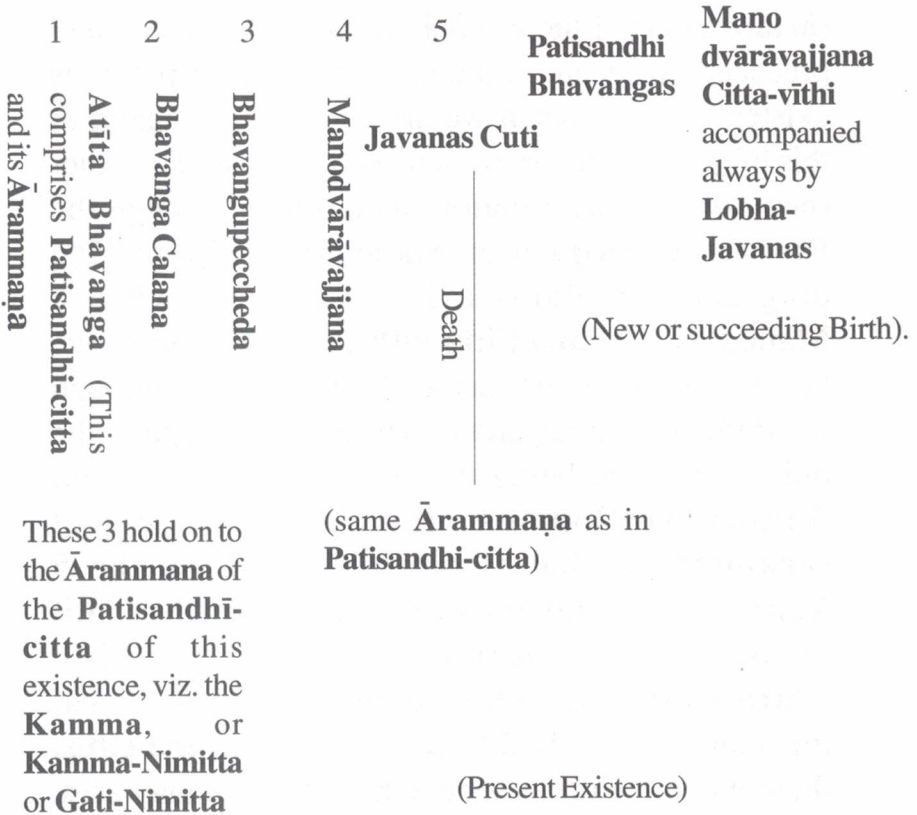 1 2 3 4 5
Atīta Bhavanga (This
comprises Patisandhi-citta
and its Ārammaṇa
Bhavanga Calana
Bhavangupeccheda
Manodvārāvajjana
Javanas Cuti
Death
Patisandhi
Bhavangas
Mano
dvārāvajjana
Citta-vīthi
accompanied
always by
Lobha-
Javanas
(New or succeeding Birth).
These 3 hold on to
the Ārammana of
the Patisandhī-
citta of this
existence, viz. the
Kamma, or
Kamma-Nimitta
or Gati-Nimitta
(same Ārammaṇa as in
Patisandhi-citta)
(Present Existence)